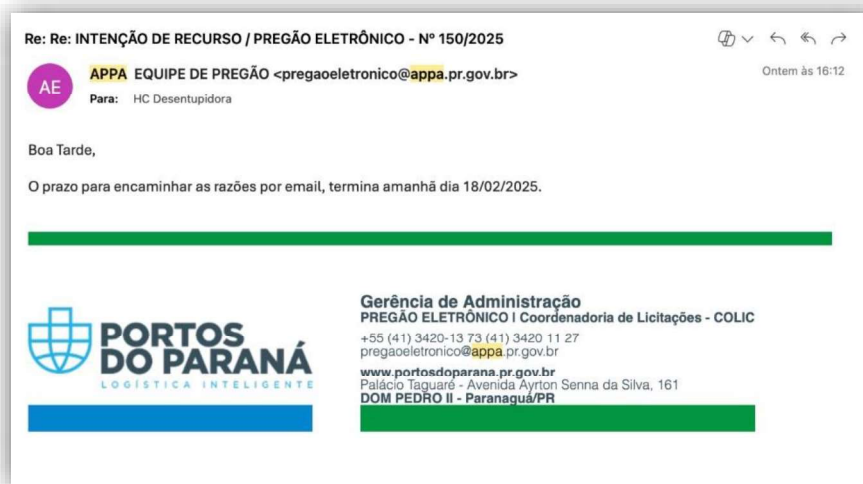 Re: Re: INTENÇÃO DE RECURSO / PREGÃO ELETRÔNICO - Nº 150/2025
AE
APPA EQUIPE DE PREGÃO <pregaoeletronico@appa.pr.gov.br>
Ontem às 16:12
Para: HC Desentupidora
Boa Tarde,
O prazo para encaminhar as razões por email, termina amanhã dia 18/02/2025.
PORTOS
DO PARANÁ
LOGÍSTICA INTELIGENTE
Gerência de Administração
PREGÃO ELETRÔNICO I Coordenadoria de Licitações - COLIC
+55 (41) 3420-13 73 (41) 3420 11 27
pregaoeletronico@appa.pr.gov.br
www.portosdoparana.pr.gov.br
Palácio Taguaré - Avenida Ayrton Senna da Silva, 161
DOM PEDRO II - Paranaguá/PR